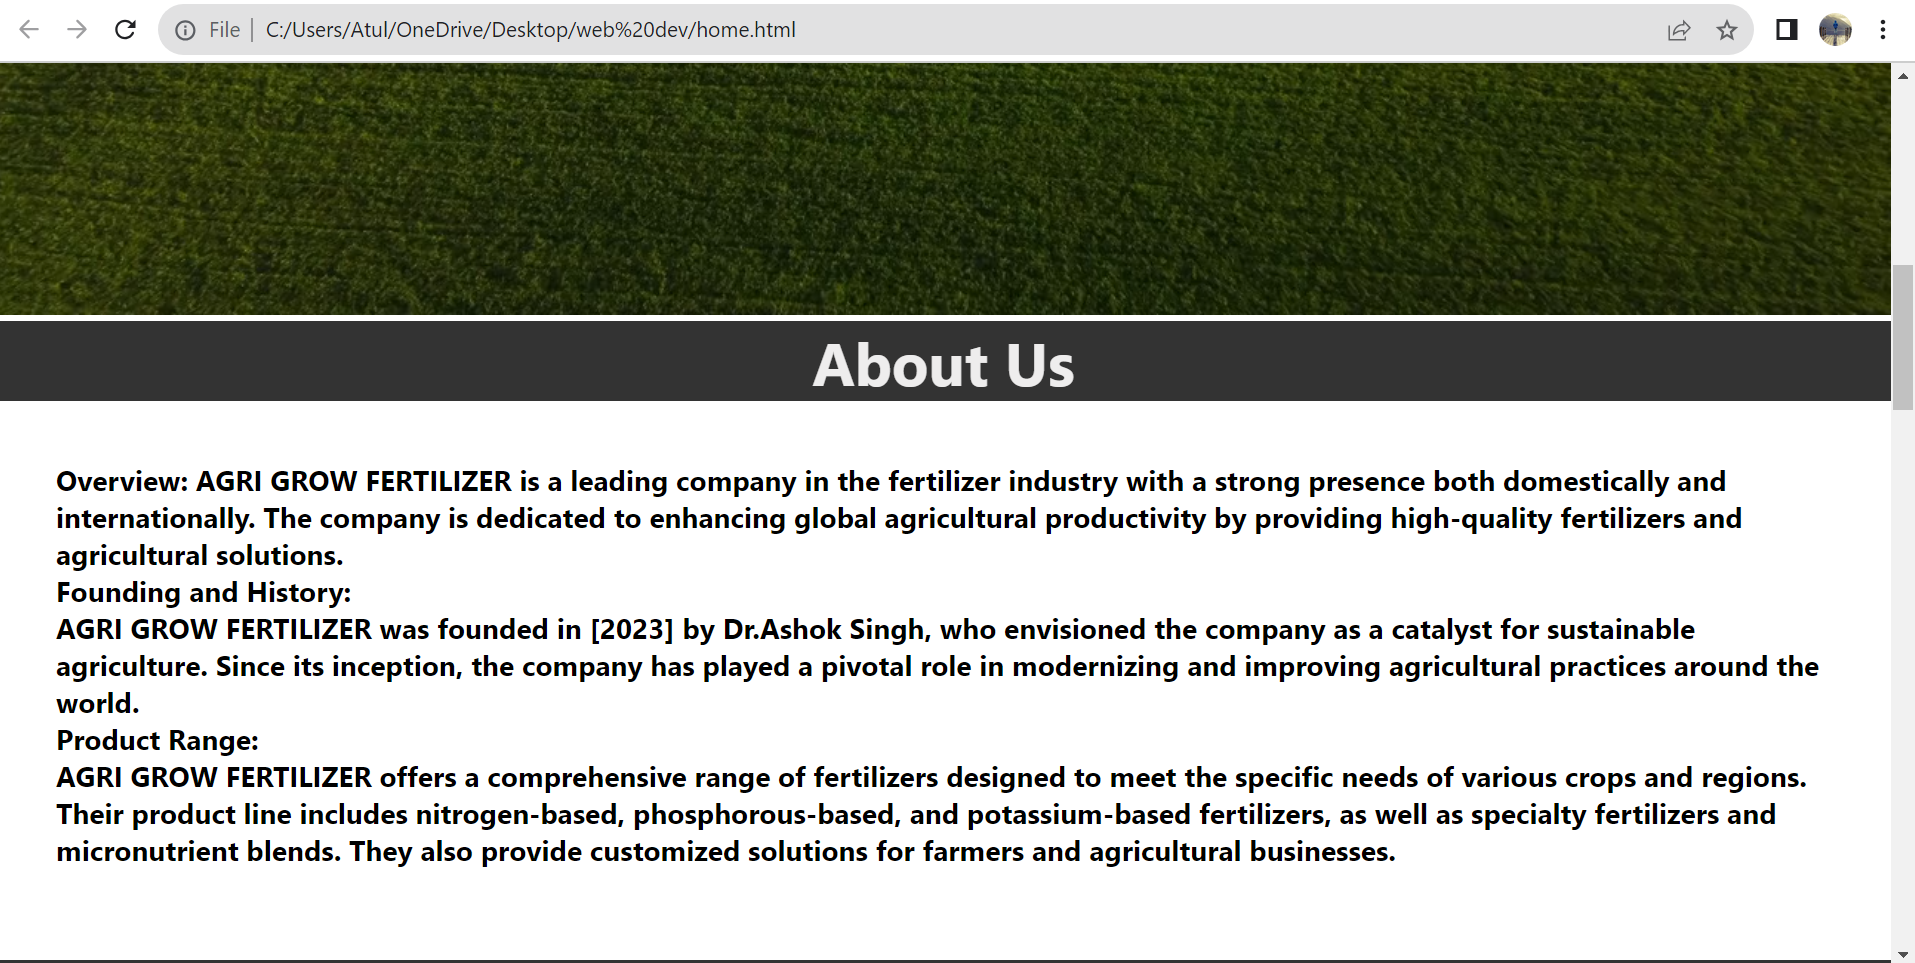 File
C:/Users/Atul/OneDrive/Desktop/web%20dev/home.html
About Us
Overview: AGRI GROW FERTILIZER is a leading company in the fertilizer industry with a strong presence both domestically and
internationally. The company is dedicated to enhancing global agricultural productivity by providing high-quality fertilizers and
agricultural solutions.
Founding and History:
AGRI GROW FERTILIZER was founded in [2023] by Dr.Ashok Singh, who envisioned the company as a catalyst for sustainable
agriculture. Since its inception, the company has played a pivotal role in modernizing and improving agricultural practices around the
world.
Product Range:
AGRI GROW FERTILIZER offers a comprehensive range of fertilizers designed to meet the specific needs of various crops and regions.
Their product line includes nitrogen-based, phosphorous-based, and potassium-based fertilizers, as well as specialty fertilizers and
micronutrient blends. They also provide customized solutions for farmers and agricultural businesses.